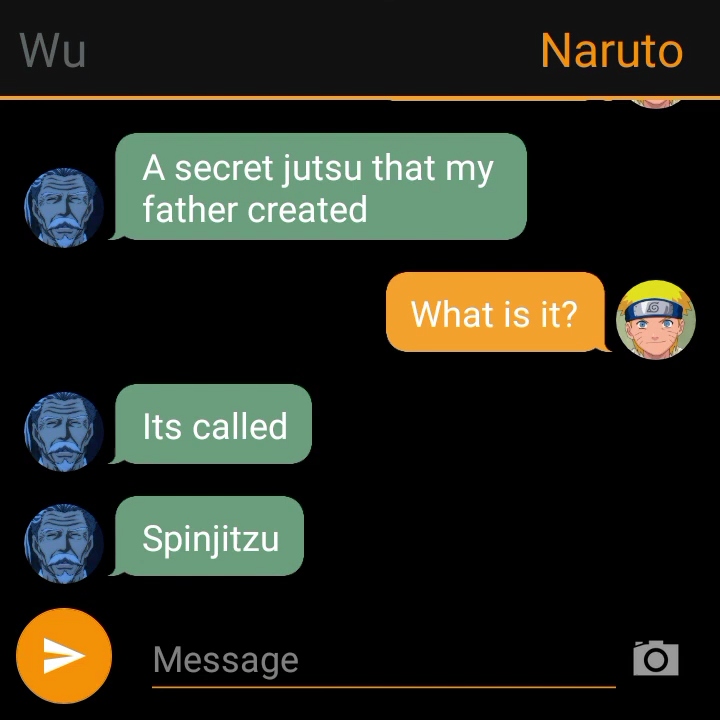 Wu
Naruto
A secret jutsu that my
father created
What is it?
Its called
Spinjitzu
Message